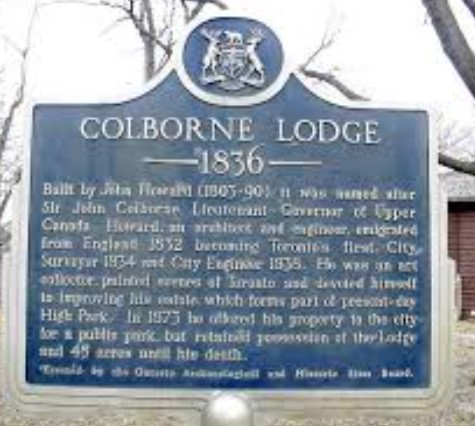 COLBORNE LODGE
1836
Built by John Howard (1803-90) it was named after
Sir John Colborne, Lieutenant-Governor of Upper
Canada. Howard, an architect and engineer, emigrated
from England 1832 becoming Toronto's first City
Surveyor 1834 and City Engineer 1838. He was an art
collector, painted scenes of Toronto and devoted himself
to improving his estate, which forms part of present-day
High Park. In 1873 he offered his property to the city
for a public park, but retained possession of the Lodge
and 45 acres until his death.
Erected by the Ontario Archaeological and Historic Sites Board.